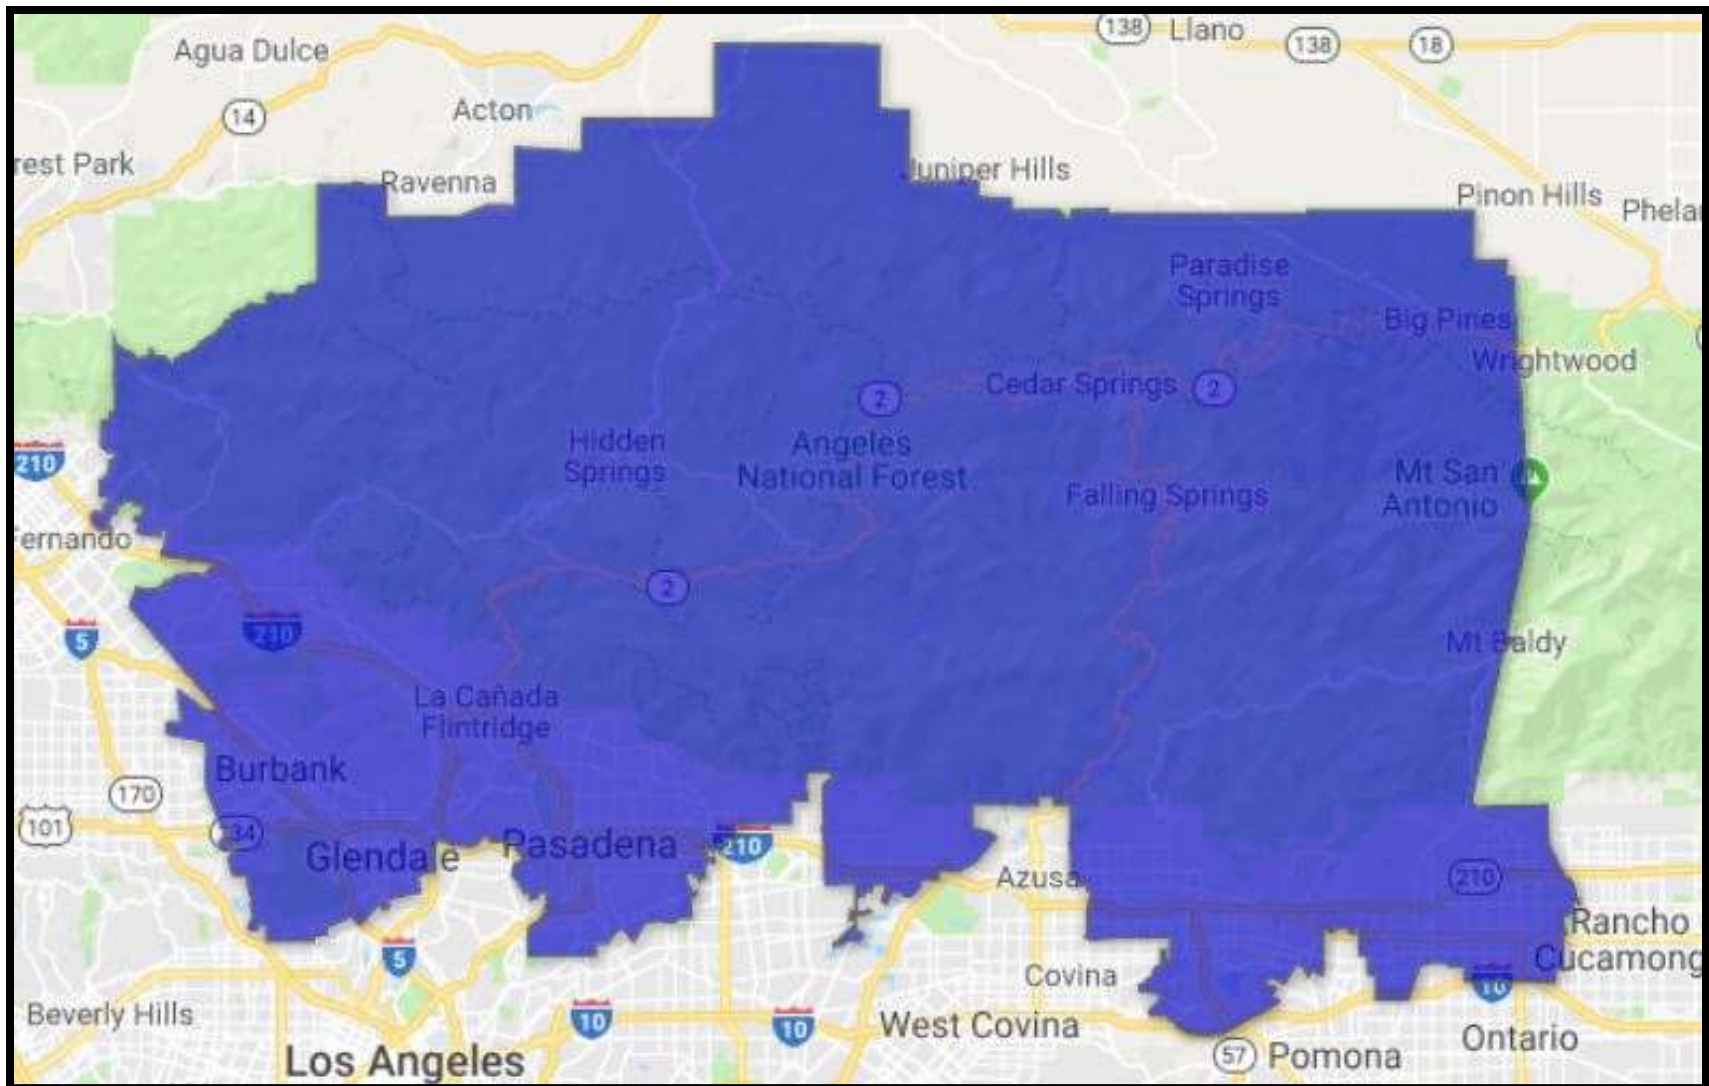 138
Llano
138
18
Agua Dulce
14
Acton
rest Park
Ravenna
Juniper Hills
Pinon Hills
Phela
Paradise
Springs
Big Pines
Wrightwood
2
Cedar Springs
2
Hidden
Springs
Angeles
National Forest
210
Falling Springs
Mt San
Antonio
Fernando
2
5
210
Mt Baldy
La Cañada
Flintridge
Burbank
170
101
134
Glendale
Pasadena
210
Azusa
210
Rancho
Cucamong
5
Covina
10
Beverly Hills
10
10
West Covina
Los Angeles
57
Pomona
Ontario